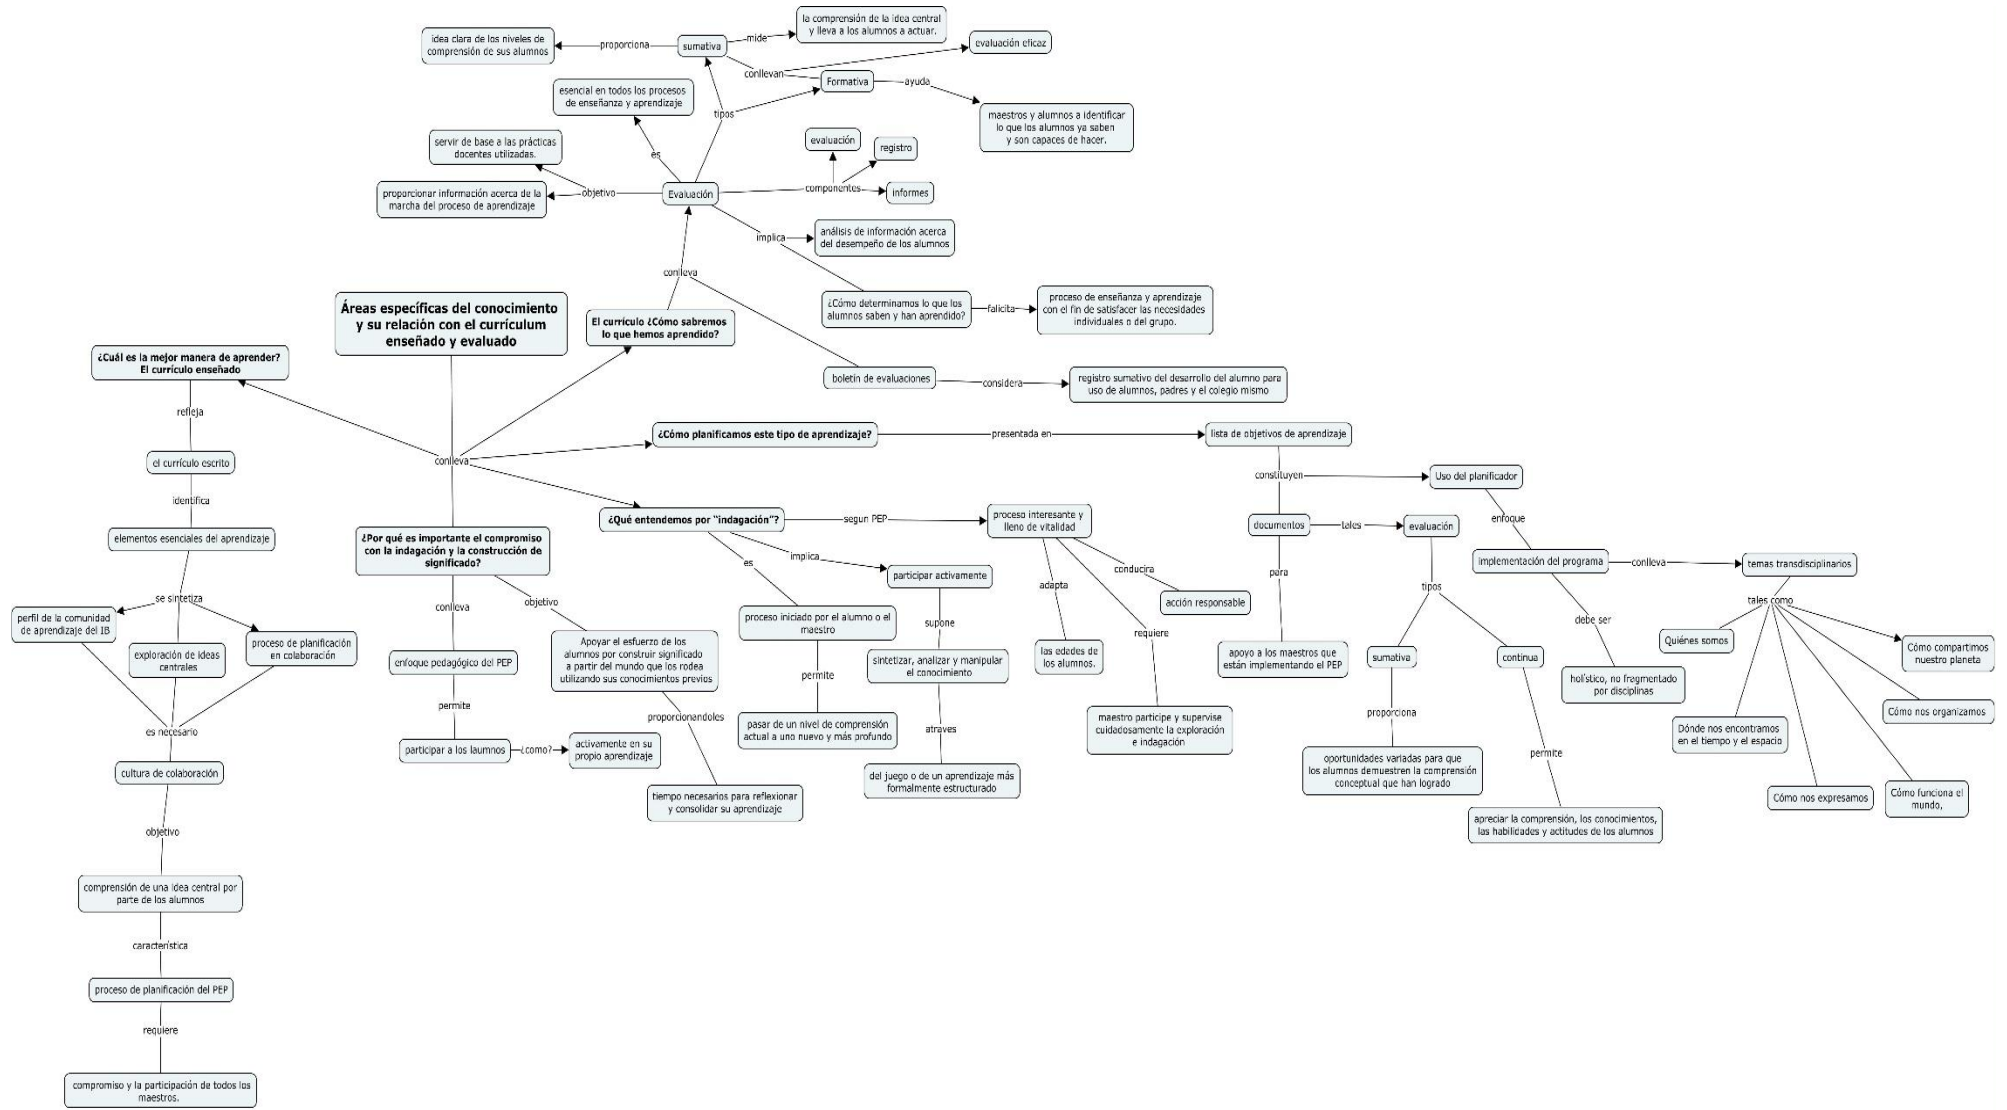 la comprensión de la idea central
y lleva a los alumnos a actuar.
idea clara de los niveles de
comprensión de sus alumnos
proporciona
sumativa
mide
evaluación eficaz
conllevan
Formativa
ayuda
esencial en todos los procesos
de enseñanza y aprendizaje
tipos
maestros y alumnos a identificar
lo que los alumnos ya saben
y son capaces de hacer.
evaluación
registro
servir de base a las prácticas
docentes utilizadas.
es
proporcionar información acerca de la
marcha del proceso de aprendizaje
objetivo
Evaluación
componentes
informes
implica
análisis de información acerca
del desempeño de los alumnos
conlleva
¿Cómo determinamos lo que los
alumnos saben y han aprendido?
falicita
proceso de enseñanza y aprendizaje
con el fin de satisfacer las necesidades
individuales o del grupo.
Áreas específicas del conocimiento
y su relación con el currículum
enseñado y evaluado
El currículo ¿Cómo sabremos
lo que hemos aprendido?
boletín de evaluaciones
considera
registro sumativo del desarrollo del alumno para
uso de alumnos, padres y el colegio mismo
¿Cuál es la mejor manera de aprender?
El currículo enseñado
refleja
el currículo escrito
identifica
elementos esenciales del aprendizaje
se sintetiza
perfil de la comunidad
de aprendizaje del IB
exploración de ideas
centrales
proceso de planificación
en colaboración
es necesario
cultura de colaboración
objetivo
comprensión de una idea central por
parte de los alumnos
característica
proceso de planificación del PEP
requiere
compromiso y la participación de todos los
maestros.
conlleva
¿Por qué es importante el compromiso
con la indagación y la construcción de
significado?
conlleva
objetivo
enfoque pedagógico del PEP
permite
participar a los laumnos
¿como?
activamente en su
propio aprendizaje
Apoyar el esfuerzo de los
alumnos por construir significado
a partir del mundo que los rodea
utilizando sus conocimientos previos
proporcionandoles
tiempo necesarios para reflexionar
y consolidar su aprendizaje
¿Qué entendemos por “indagación”?
segun PEP
implica
es
proceso iniciado por el alumno o el
maestro
permite
pasar de un nivel de comprensión
actual a uno nuevo y más profundo
participar activamente
supone
sintetizar, analizar y manipular
el conocimiento
atraves
del juego o de un aprendizaje más
formalmente estructurado
proceso interesante y
lleno de vitalidad
adapta
las edades de
los alumnos.
conducira
acción responsable
requiere
maestro participe y supervise
cuidadosamente la exploración
e indagación
¿Cómo planificamos este tipo de aprendizaje?
presentada en
lista de objetivos de aprendizaje
constituyen
Uso del planificador
documentos
tales
evaluación
para
apoyo a los maestros que
están implementando el PEP
tipos
sumativa
continua
proporciona
oportunidades variadas para que
los alumnos demuestren la comprensión
conceptual que han logrado
permite
apreciar la comprensión, los conocimientos,
las habilidades y actitudes de los alumnos
enfoque
implementación del programa
conlleva
temas transdisciplinarios
debe ser
holístico, no fragmentado
por disciplinas
tales como
Quiénes somos
Cómo compartimos
nuestro planeta
Cómo nos organizamos
Dónde nos encontramos
en el tiempo y el espacio
Cómo nos expresamos
Cómo funciona el
mundo,